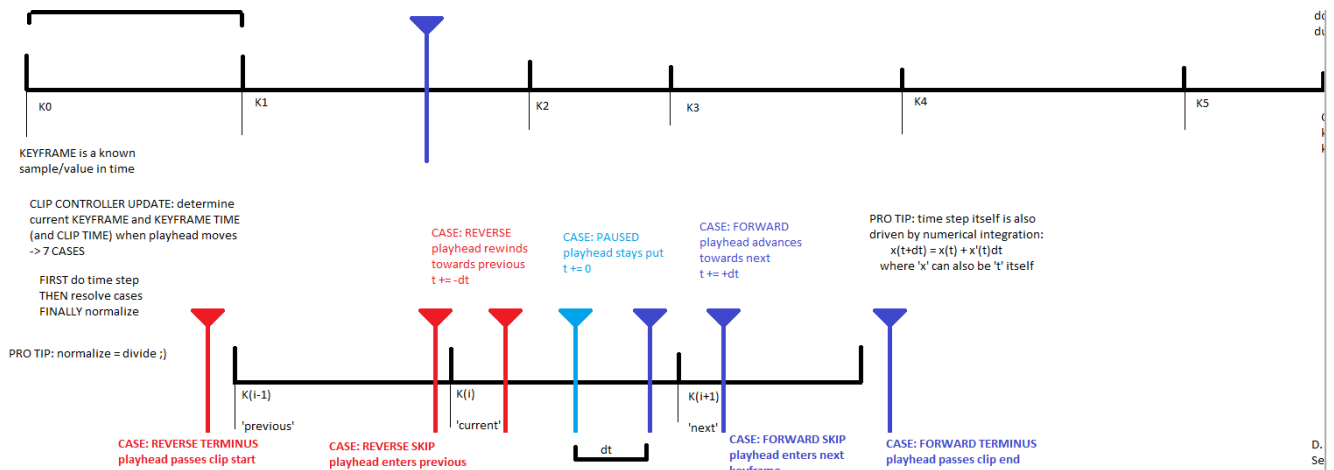 K0
K1
K2
K3
K4
K5
KEYFRAME is a known
sample/value in time
CLIP CONTROLLER UPDATE: determine
current KEYFRAME and KEYFRAME TIME
(and CLIP TIME) when playhead moves
-> 7 CASES
FIRST do time step
THEN resolve cases
FINALLY normalize
PRO TIP: normalize = divide ;)
CASE: REVERSE
playhead rewinds
towards previous
t += -dt
CASE: PAUSED
playhead stays put
t += 0
CASE: FORWARD
playhead advances
towards next
t += +dt
PRO TIP: time step itself is also
driven by numerical integration:
x(t+dt) = x(t) + x'(t)dt
where 'x' can also be 't' itself
K(i-1)
'previous'
K(i)
'current'
K(i+1)
'next'
CASE: REVERSE TERMINUS
playhead passes clip start
CASE: REVERSE SKIP
playhead enters previous
dt
CASE: FORWARD SKIP
playhead enters next
keyframe
CASE: FORWARD TERMINUS
playhead passes clip end
D.
Se